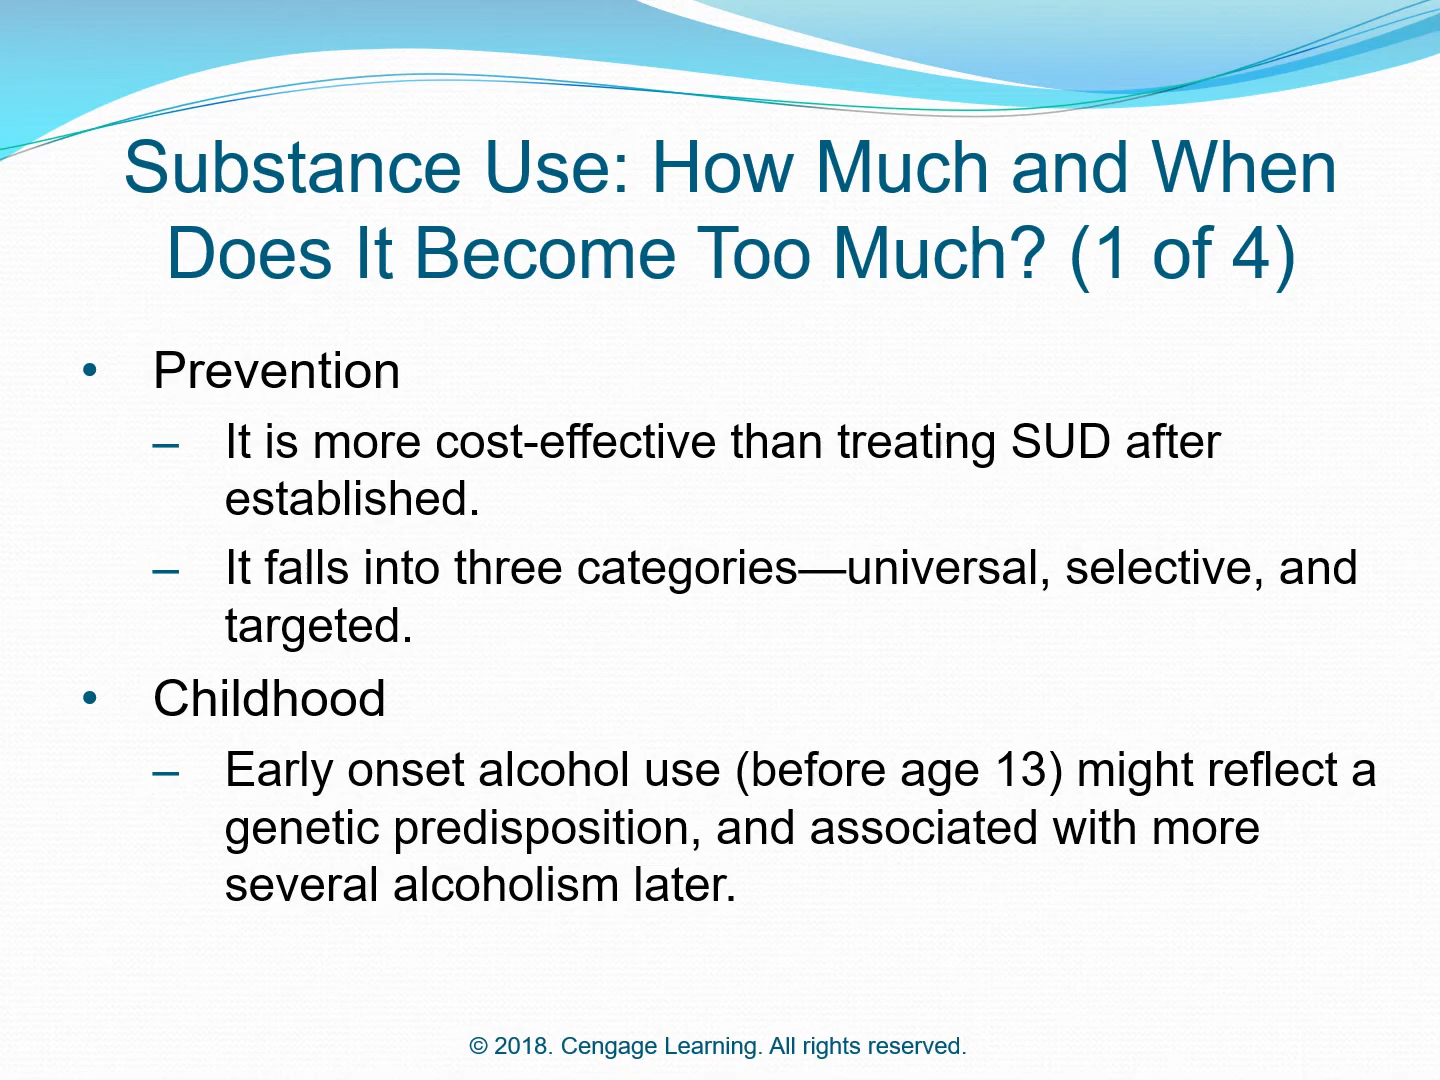 Substance Use: How Much and When
Does It Become Too Much? (1 of 4)
• Prevention
– It is more cost-effective than treating SUD after
established.
– It falls into three categories—universal, selective, and
targeted.
• Childhood
– Early onset alcohol use (before age 13) might reflect a
genetic predisposition, and associated with more
several alcoholism later.
© 2018. Cengage Learning. All rights reserved.